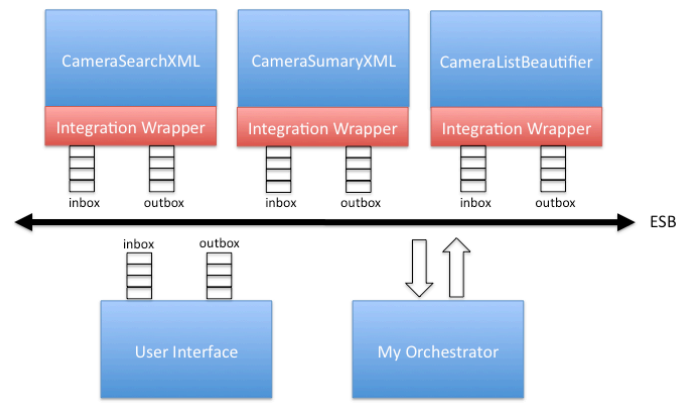 CameraSearchXML
CameraSumaryXML
CameraListBeautifier
Integration Wrapper
Integration Wrapper
Integration Wrapper
inbox
outbox
inbox
outbox
inbox
outbox
ESB
inbox
outbox
User Interface
My Orchestrator